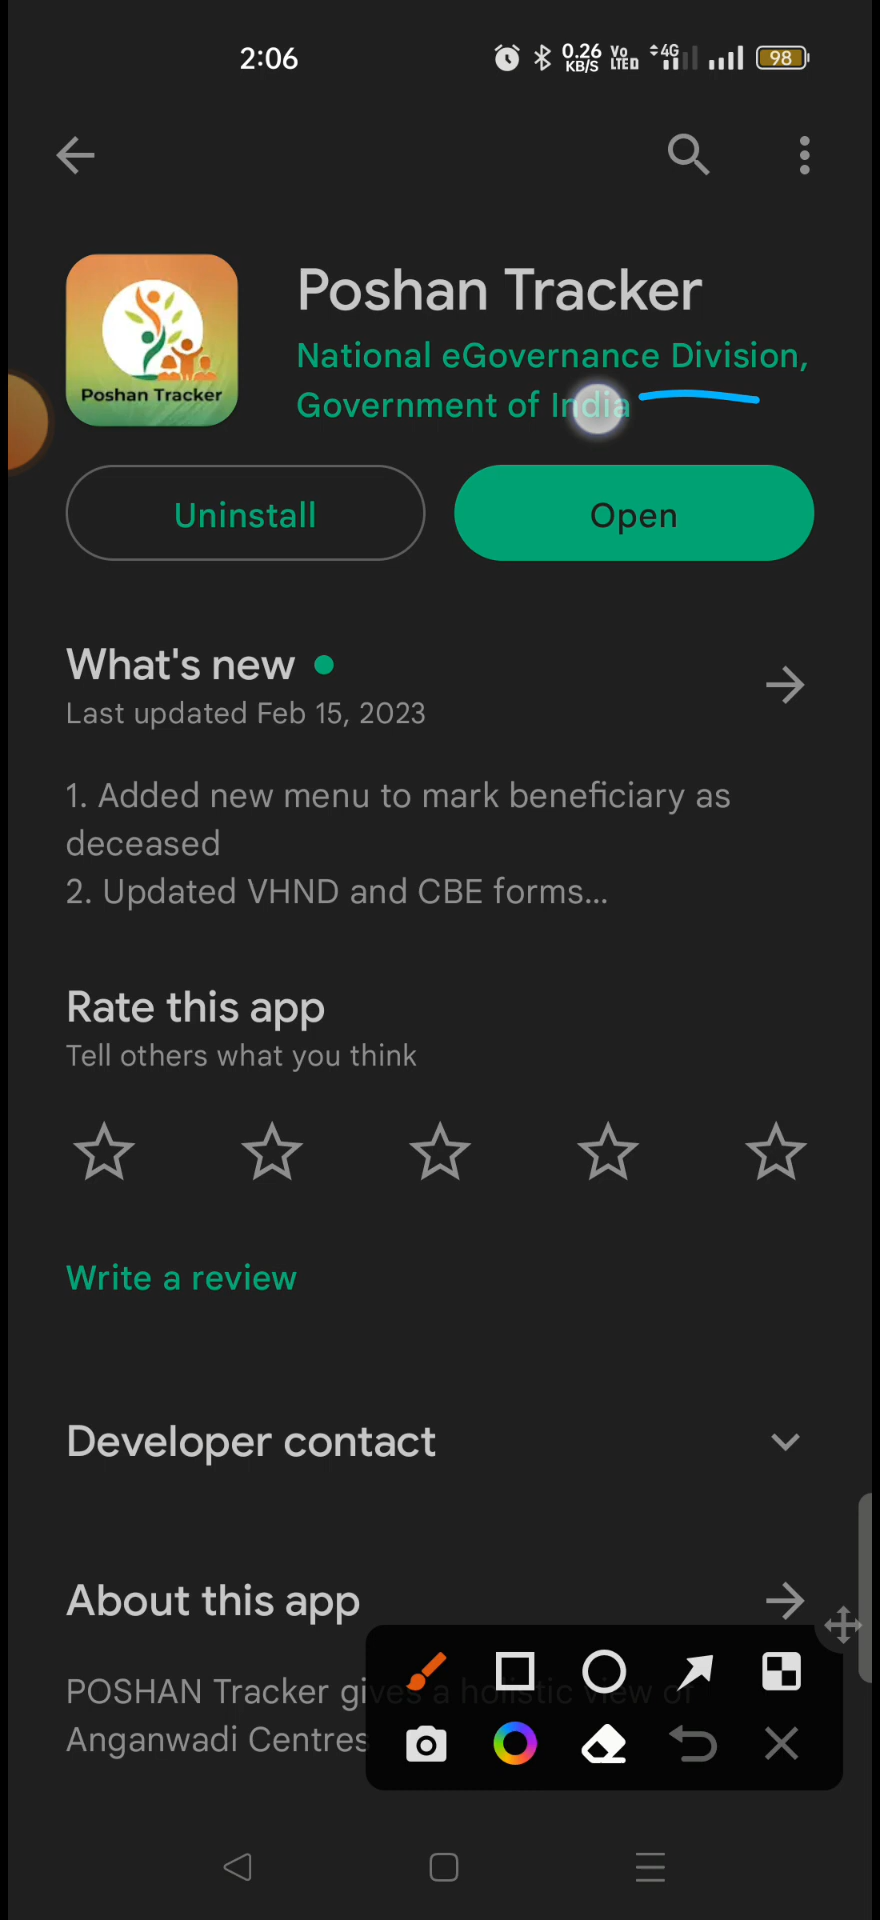 2:06
0.26
KB/S
Vo
LTE
4G
98
Poshan Tracker
National eGovernance Division,
Government of India
Poshan Tracker
Uninstall
Open
What's new
Last updated Feb 15, 2023
1. Added new menu to mark beneficiary as
deceased
2. Updated VHND and CBE forms...
Rate this app
Tell others what you think
Write a review
Developer contact
About this app
POSHAN Tracker gives a holistic view of
Anganwadi Centres